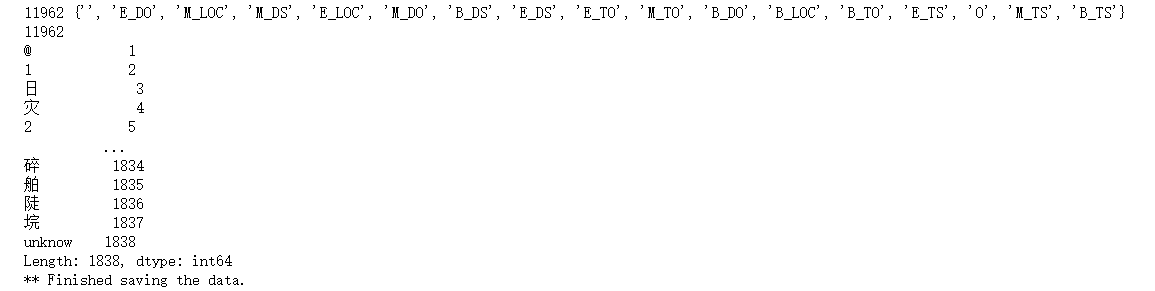 11962 {'', 'E_DO', 'M_LOC', 'M_DS', 'E_LOC', 'M_DO', 'B_DS', 'E_DS', 'E_TO', 'M_TO', 'B_DO', 'B_LOC', 'B_TO', 'E_TS', 'O', 'M_TS', 'B_TS'}
11962
@ 1
1 2
日 3
灾 4
2 5
...
碎 1834
舶 1835
陡 1836
垸 1837
unknow 1838
Length: 1838, dtype: int64
** Finished saving the data.